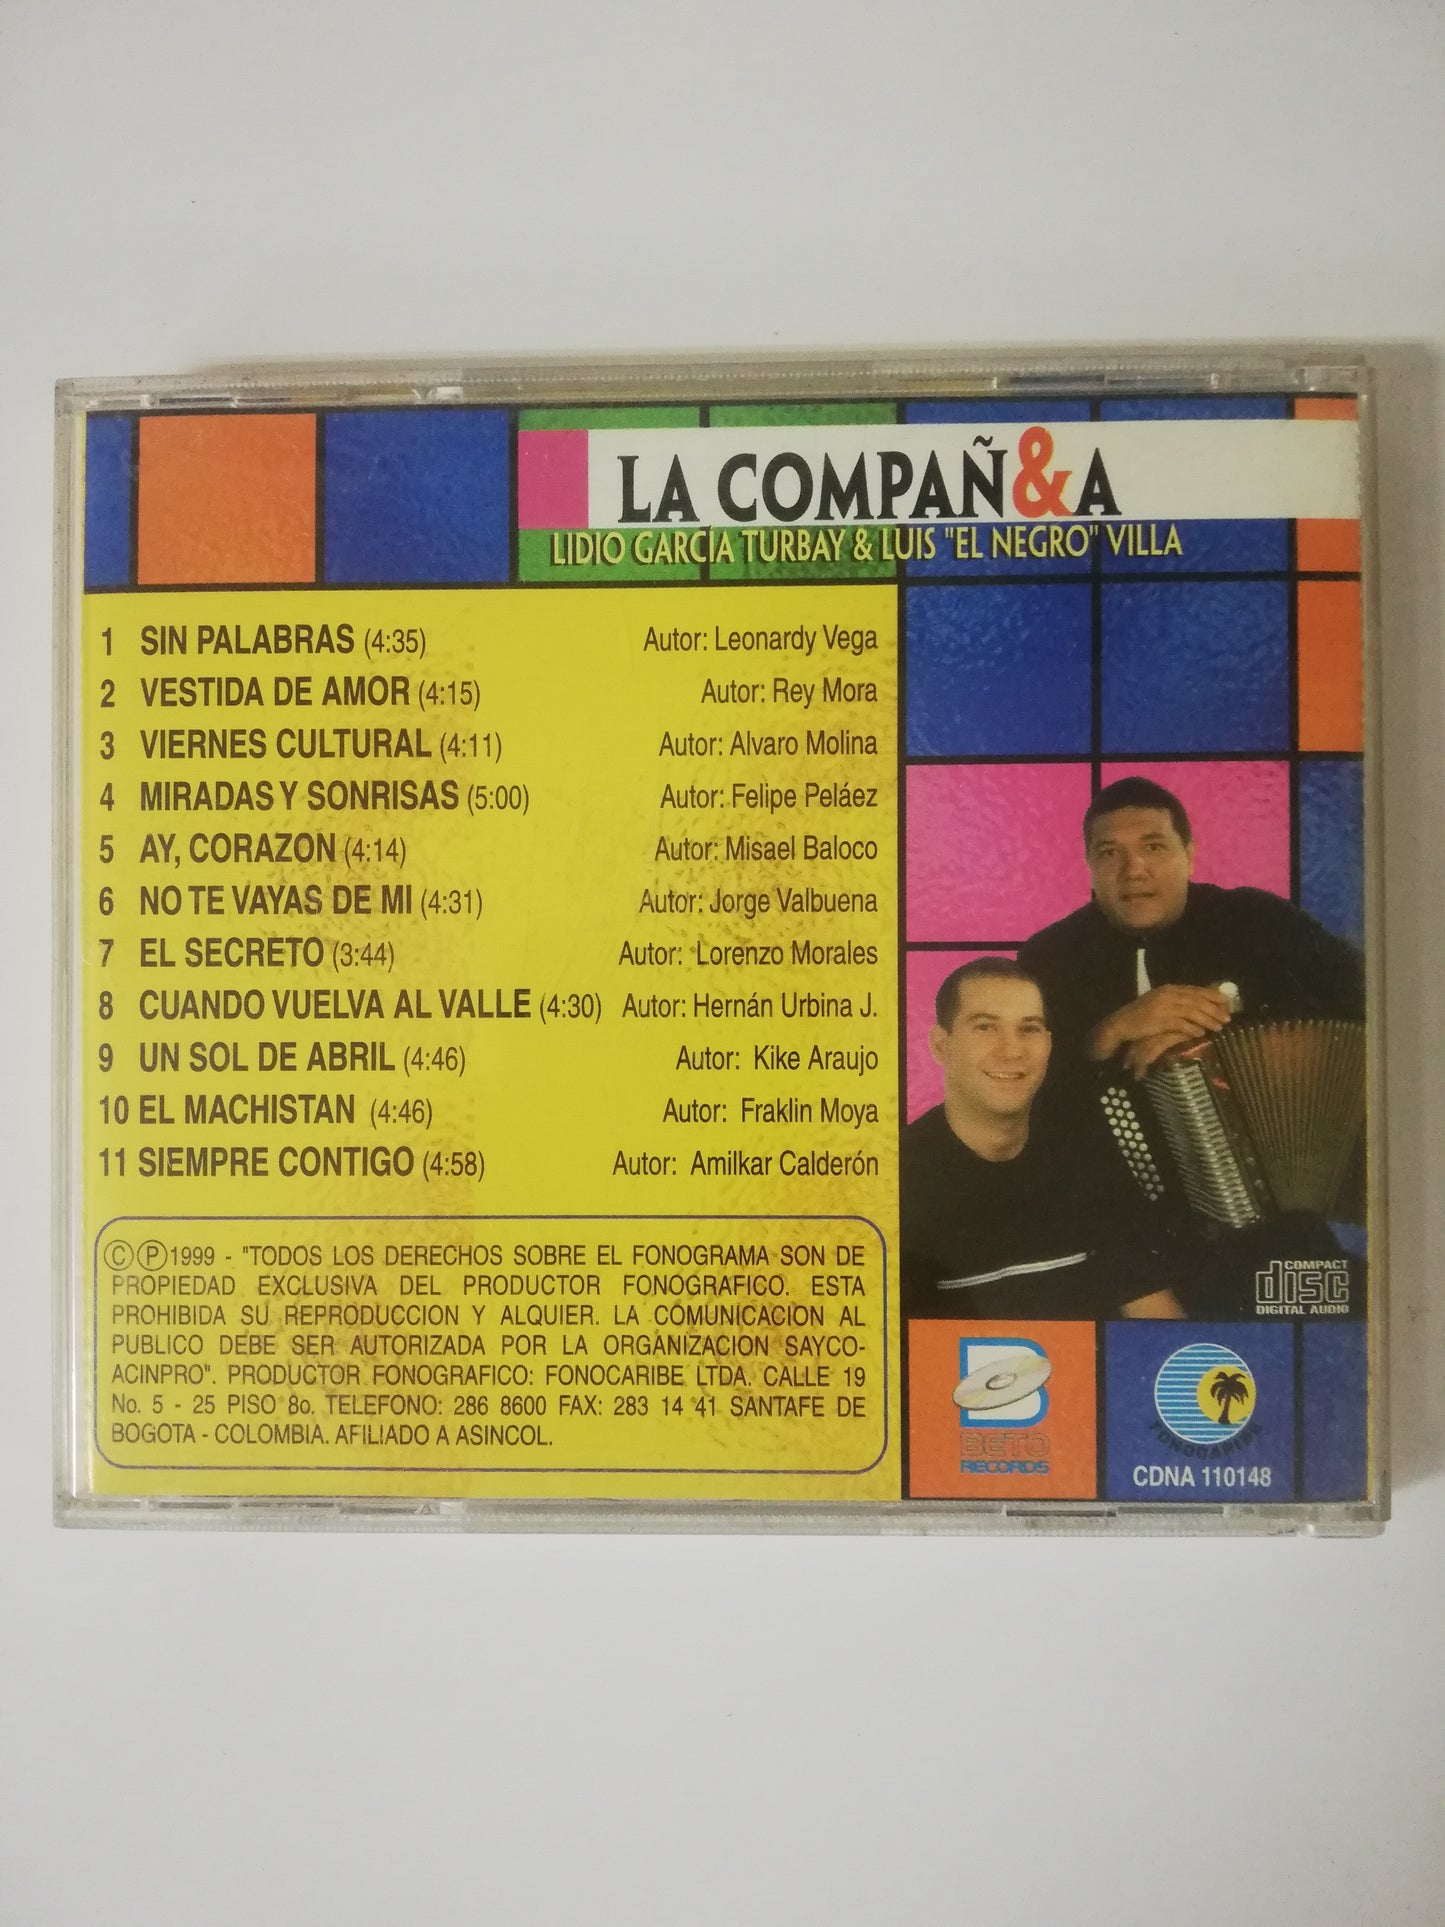 LA COMPAÑ&A
LIDIO GARCÍA TURBAY & LUIS "EL NEGRO" VILLA
1 SIN PALABRAS (4:35) Autor: Leonardy Vega
2 VESTIDA DE AMOR (4:15) Autor: Rey Mora
3 VIERNES CULTURAL (4:11) Autor: Alvaro Molina
4 MIRADAS Y SONRISAS (5:00) Autor: Felipe Peláez
5 AY, CORAZON (4:14) Autor: Misael Baloco
6 NO TE VAYAS DE MI (4:31) Autor: Jorge Valbuena
7 EL SECRETO (3:44) Autor: Lorenzo Morales
8 CUANDO VUELVA AL VALLE (4:30) Autor: Hernán Urbina J.
9 UN SOL DE ABRIL (4:46) Autor: Kike Araujo
10 EL MACHISTAN (4:46) Autor: Fraklin Moya
11 SIEMPRE CONTIGO (4:58) Autor: Amilkar Calderón
©℗1999 - "TODOS LOS DERECHOS SOBRE EL FONOGRAMA SON DE
PROPIEDAD EXCLUSIVA DEL PRODUCTOR FONOGRAFICO. ESTA
PROHIBIDA SU REPRODUCCION Y ALQUIER. LA COMUNICACION AL
PUBLICO DEBE SER AUTORIZADA POR LA ORGANIZACION SAYCO-
ACINPRO". PRODUCTOR FONOGRAFICO: FONOCARIBE LTDA. CALLE 19
No. 5 - 25 PISO 8o. TELEFONO: 286 8600 FAX: 283 14 41 SANTAFE DE
BOGOTA - COLOMBIA. AFILIADO A ASINCOL.
COMPACT
disc
DIGITAL AUDIO
B
BETO
RECORDS
FONOCARIBE
CDNA 110148